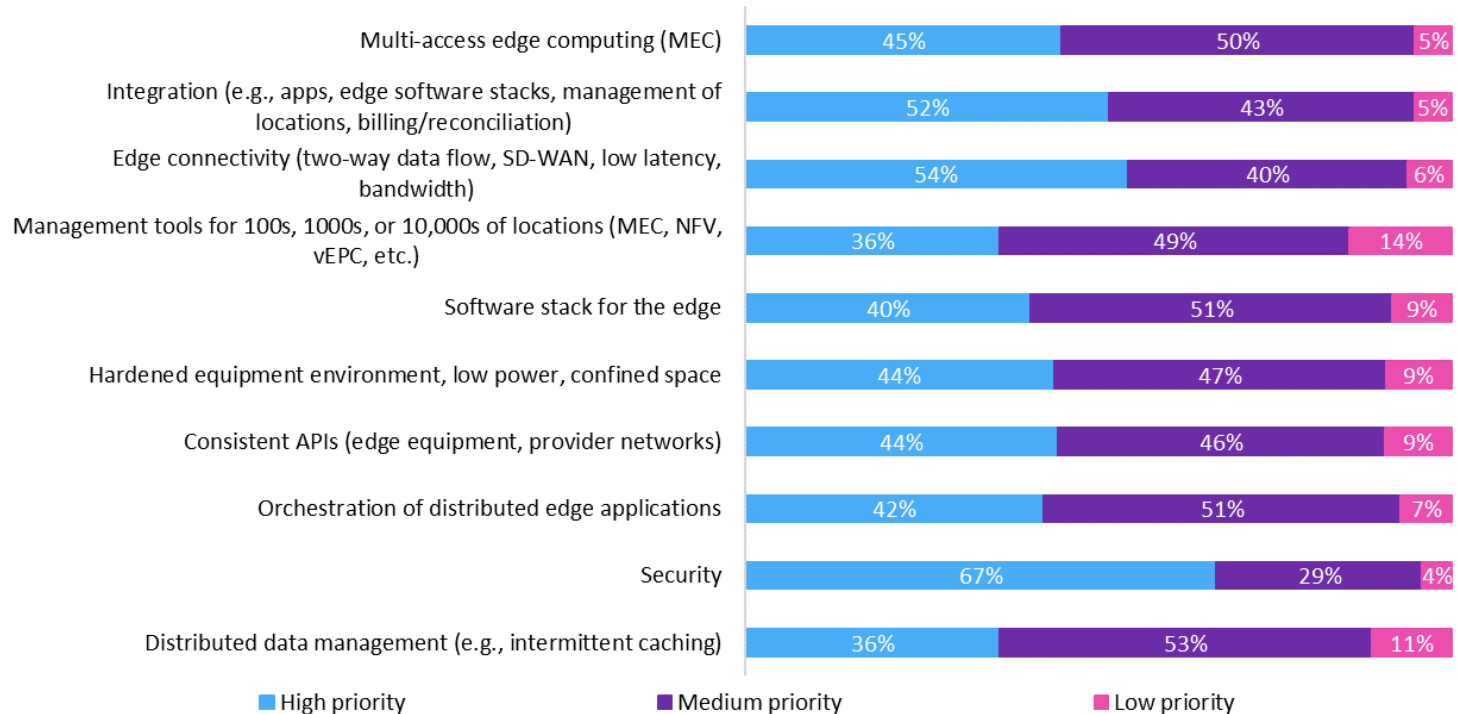 Multi-access edge computing (MEC)
45% 50% 5%
Integration (e.g., apps, edge software stacks, management of
locations, billing/reconciliation)
52% 43% 5%
Edge connectivity (two-way data flow, SD-WAN, low latency,
bandwidth)
54% 40% 6%
Management tools for 100s, 1000s, or 10,000s of locations (MEC, NFV,
vEPC, etc.)
36% 49% 14%
Software stack for the edge
40% 51% 9%
Hardened equipment environment, low power, confined space
44% 47% 9%
Consistent APIs (edge equipment, provider networks)
44% 46% 9%
Orchestration of distributed edge applications
42% 51% 7%
Security
67% 29% 4%
Distributed data management (e.g., intermittent caching)
36% 53% 11%
High priority Medium priority Low priority